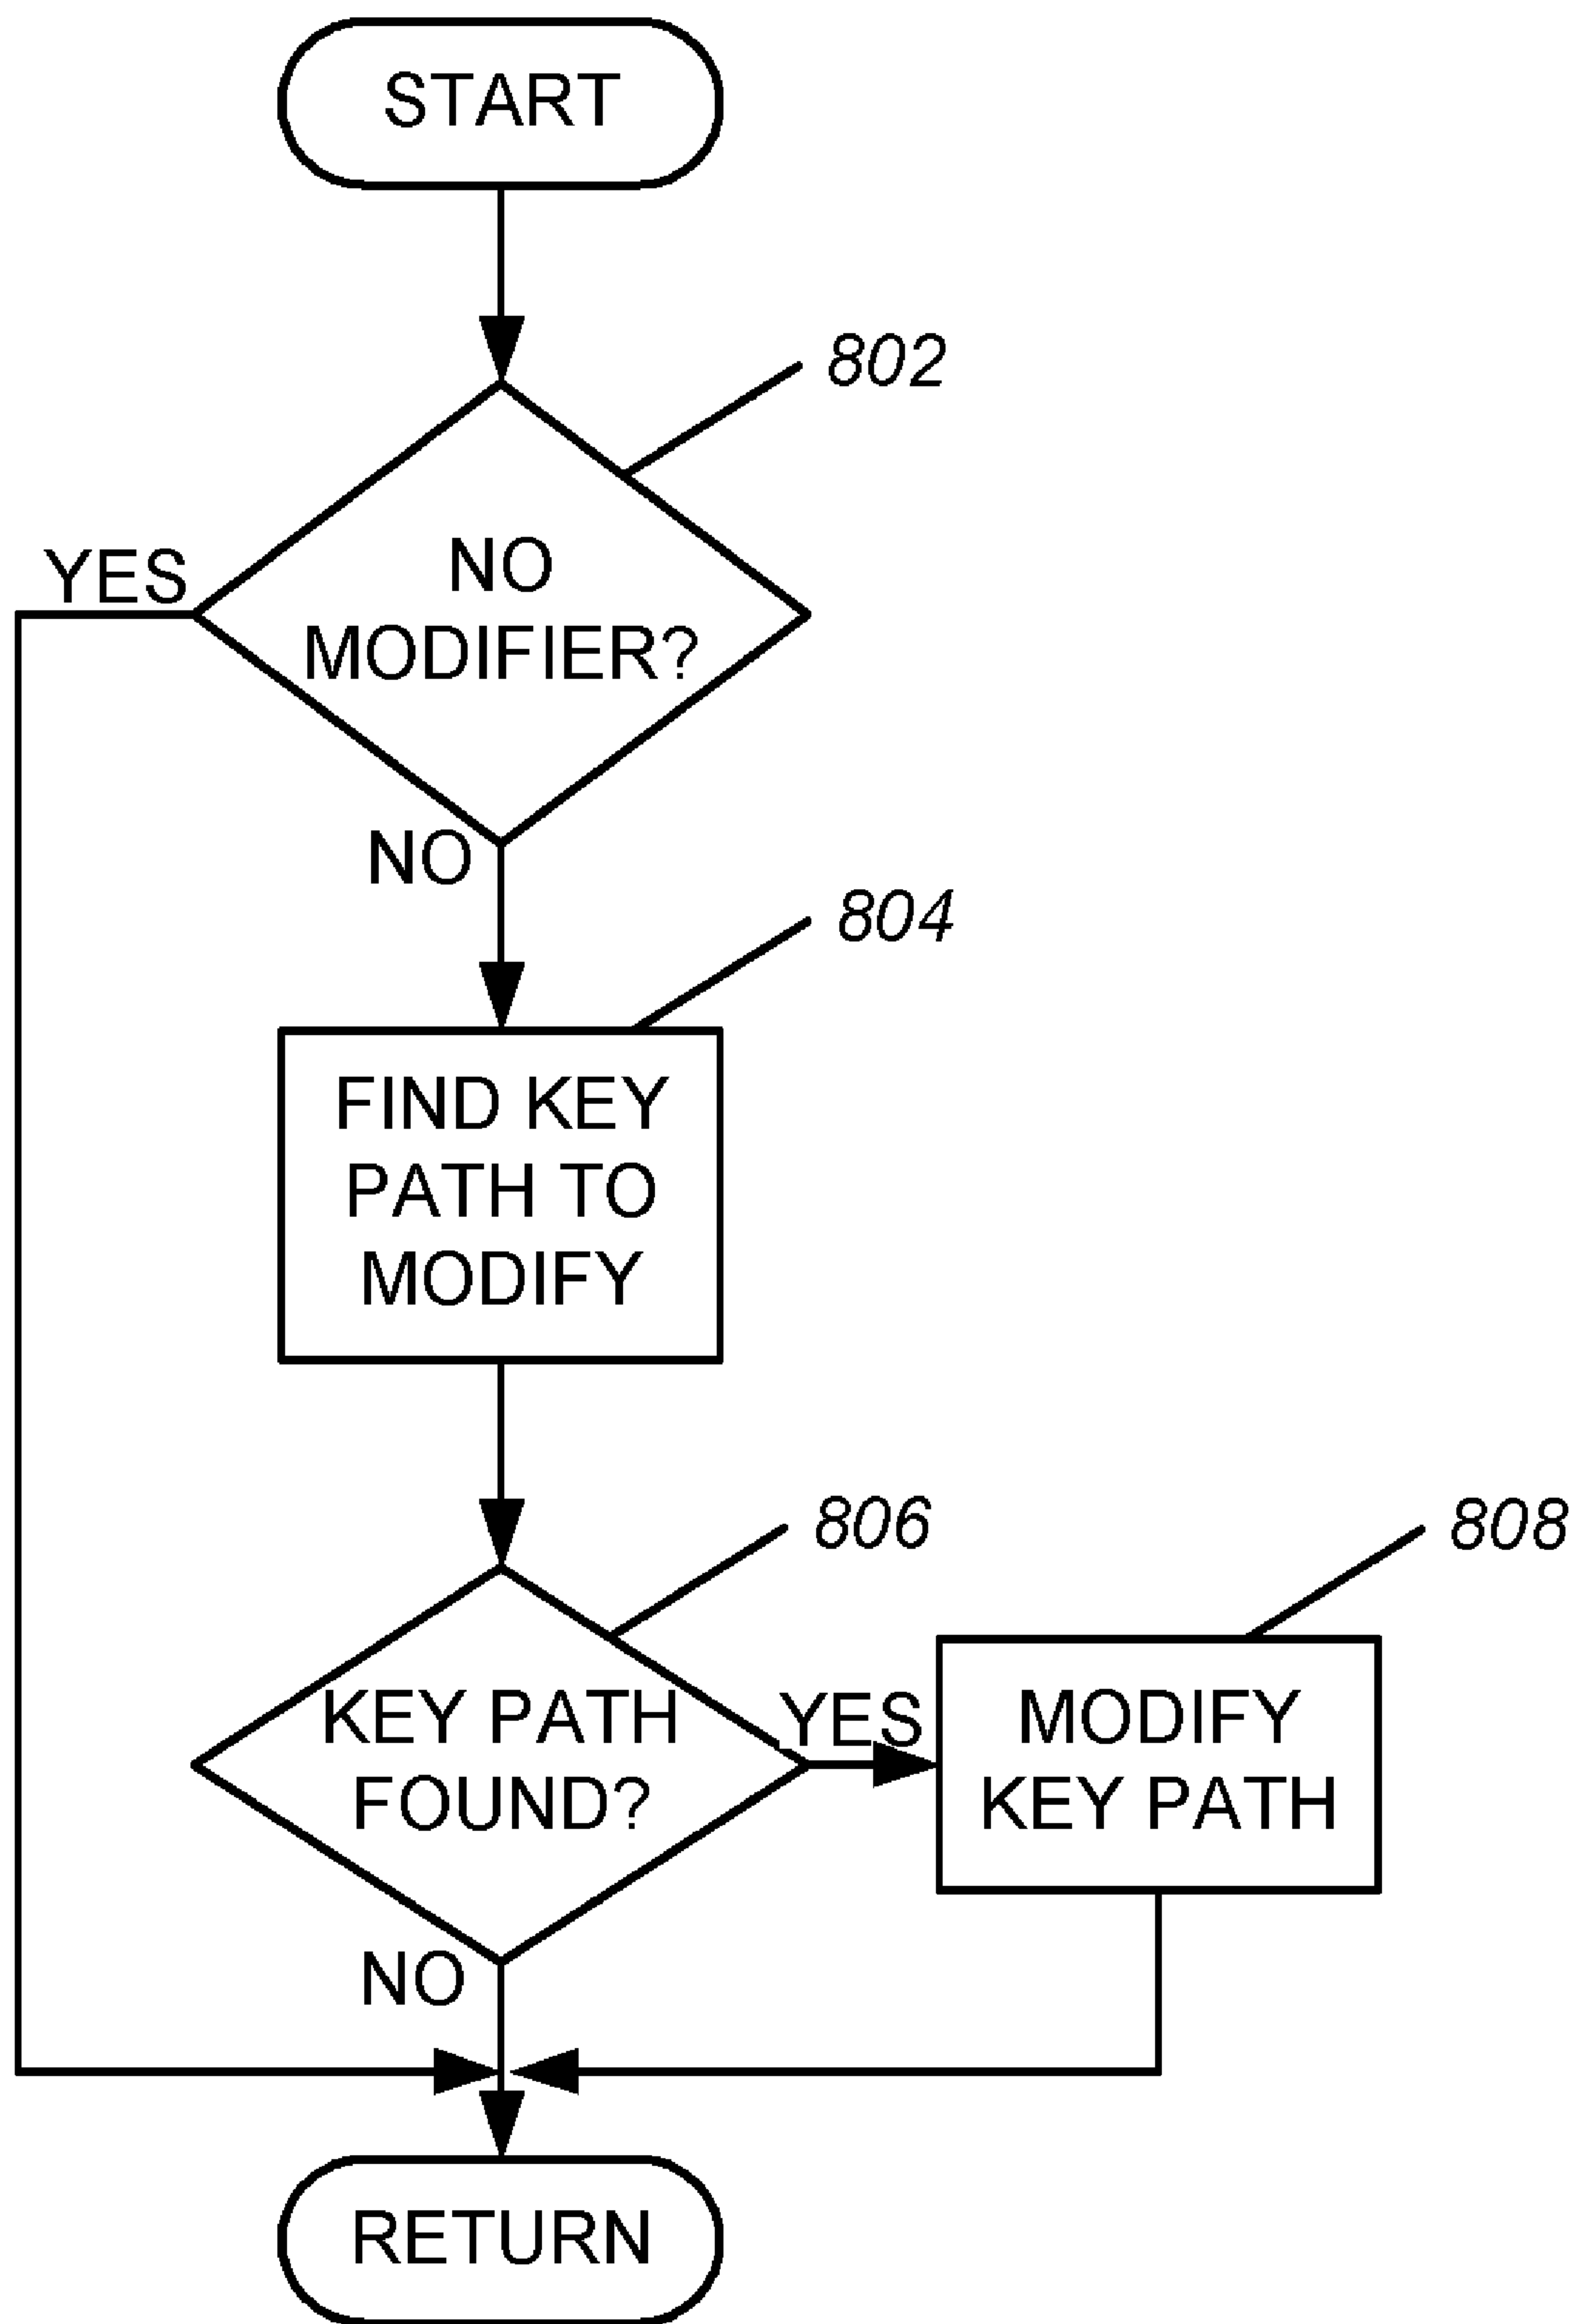 START
802
NO
MODIFIER?
YES
NO
804
FIND KEY
PATH TO
MODIFY
806
808
KEY PATH
FOUND?
YES
MODIFY
KEY PATH
NO
RETURN